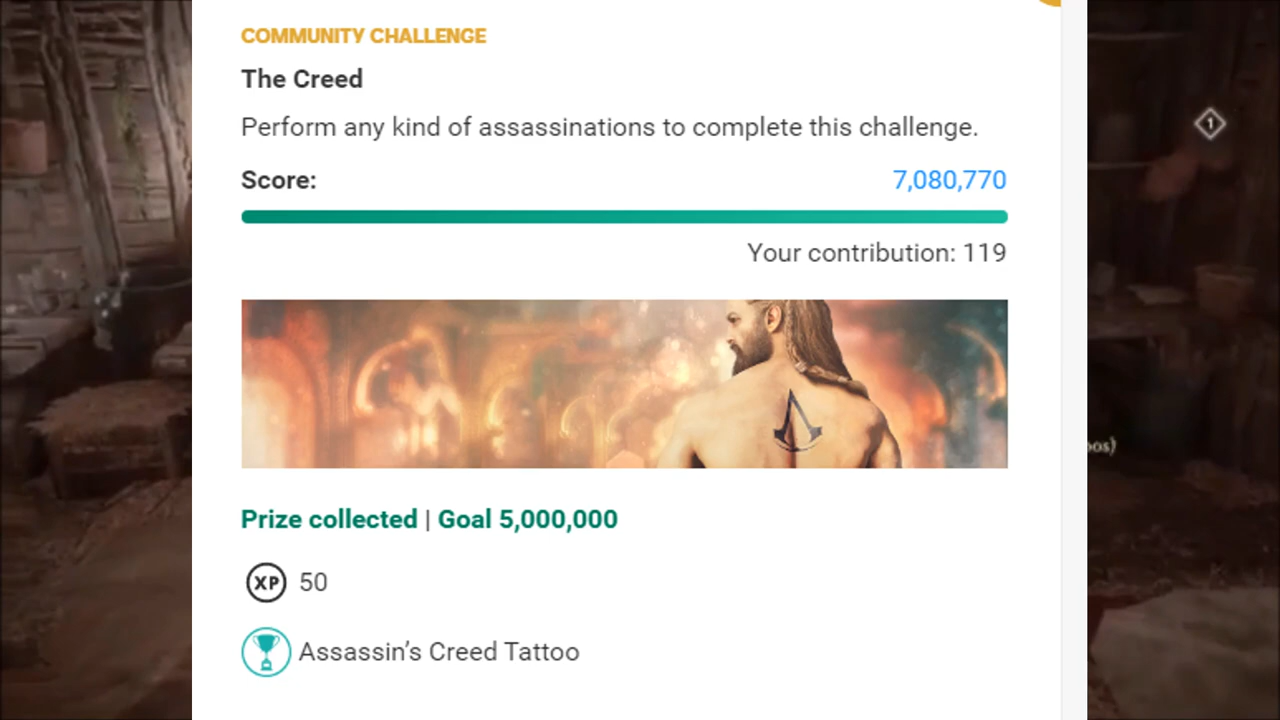 COMMUNITY CHALLENGE
The Creed
Perform any kind of assassinations to complete this challenge.
Score: 7,080,770
Your contribution: 119
Prize collected | Goal 5,000,000
XP 50
Assassin’s Creed Tattoo
1